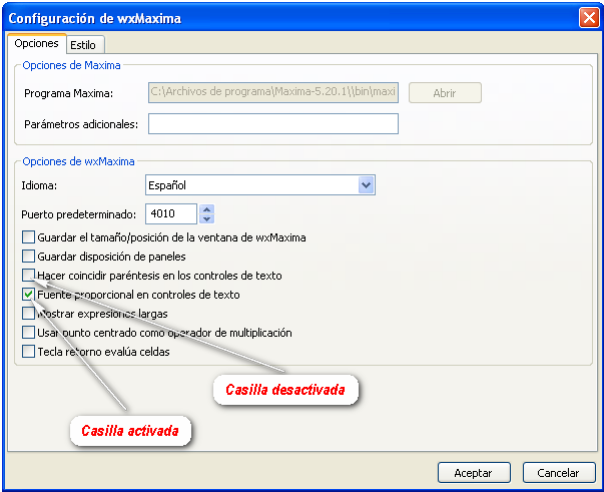 Configuración de wxMaxima
Opciones Estilo
Opciones de Maxima
Programa Maxima: C:\Archivos de programa\Maxima-5.20.1\\bin\maxi Abrir
Parámetros adicionales:
Opciones de wxMaxima
Idioma: Español
Puerto predeterminado: 4010
Guardar el tamaño/posición de la ventana de wxMaxima
Guardar disposición de paneles
Hacer coincidir paréntesis en los controles de texto
Fuente proporcional en controles de texto
Mostrar expresiones largas
Usar punto centrado como operador de multiplicación
Tecla retorno evalúa celdas
Casilla desactivada
Casilla activada
Aceptar Cancelar